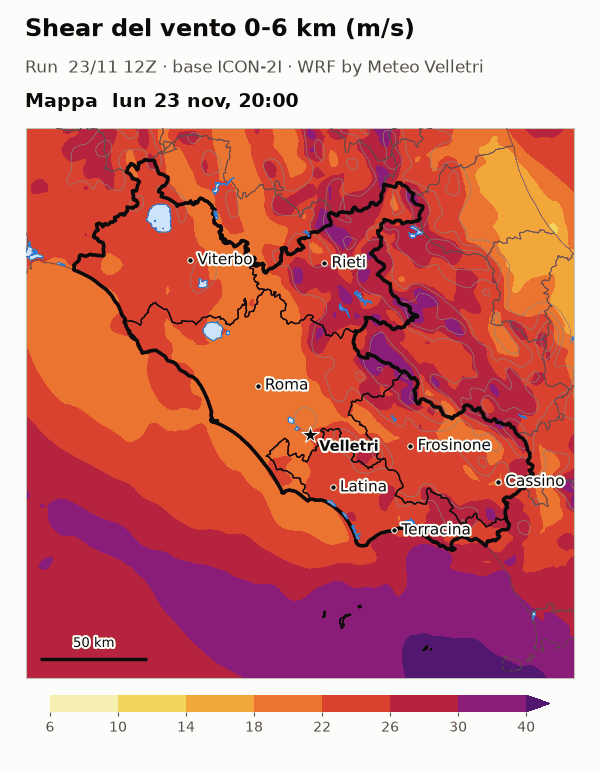 Shear del vento 0-6 km (m/s)
Run  23/11 12Z · base ICON-2I · WRF by Meteo Velletri
Mappa  lun 23 nov, 20:00
Viterbo
Rieti
Roma
Velletri
Frosinone
Cassino
Latina
Terracina
50 km
6 10 14 18 22 26 30 40